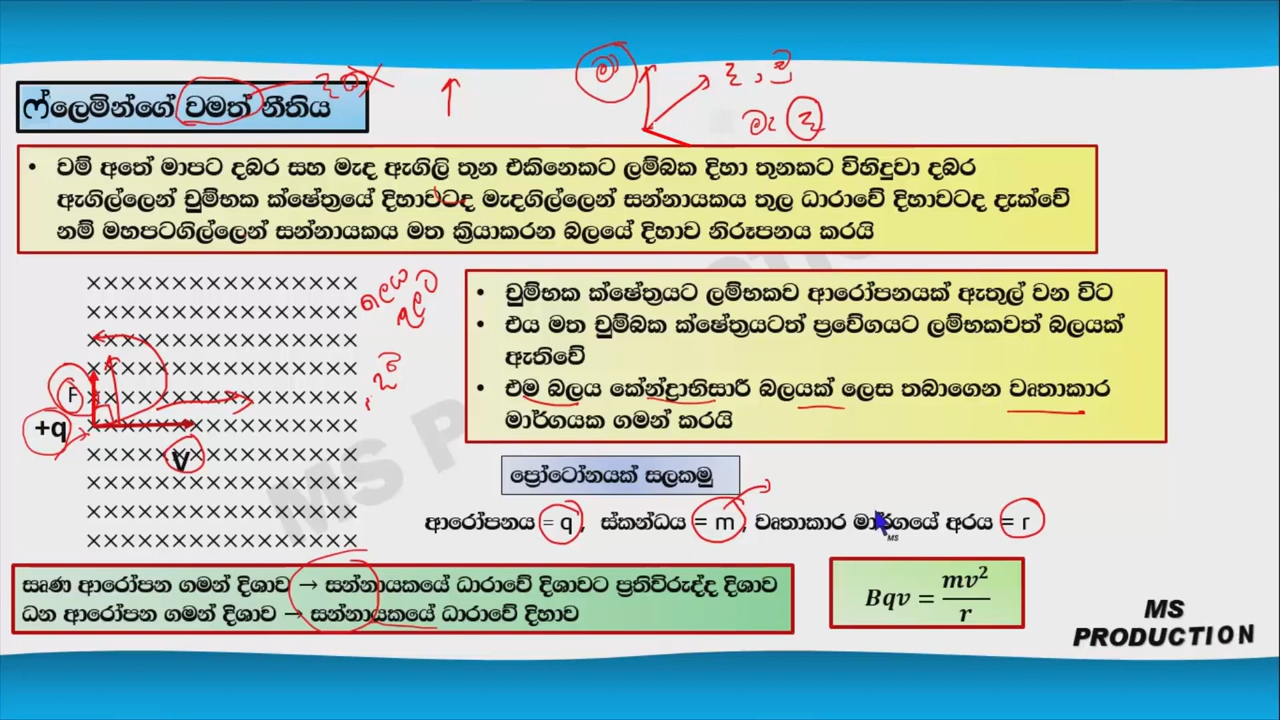 ෆ්ලෙමින්ගේ වමත් නීතිය
• වම් අතේ මාපට දබර සහ මැද ඇගිලි තුන එකිනෙකට ලම්බක දිහා තුනකට විහිදුවා දබර
ඇගිල්ලෙන් චුම්භක ක්ෂේත්‍රයේ දිහාවටද මැදගිල්ලෙන් සන්නායකය තුල ධාරාවේ දිහාවටද දැක්වේ
නම් මහපටගිල්ලෙන් සන්නායකය මත ක්‍රියාකරන බලයේ දිහාව නිරූපනය කරයි
F
+q
V
• චුම්භක ක්ෂේත්‍රයට ලම්භකව ආරෝපනයක් ඇතුල් වන විට
• එය මත චුම්බක ක්ෂේත්‍රයටත් ප්‍රවේගයට ලම්භකවත් බලයක්
ඇතිවේ
• එම බලය කේන්ද්‍රාභිසාරී බලයක් ලෙස තබාගෙන වෘතාකාර
මාර්ගයක ගමන් කරයි
ප්‍රෝටෝනයක් සලකමු
ආරෝපනය = q , ස්කන්ධය = m , වෘතාකාර මාර්ගයේ අරය = r
සෘණ ආරෝපන ගමන් දිශාව → සන්නායකයේ ධාරාවේ දිශාවට ප්‍රතිවිරුද්ද දිශාව
ධන ආරෝපන ගමන් දිශාව → සන්නායකයේ ධාරාවේ දිහාව
Bqv = mv²/r
MS
PRODUCTION